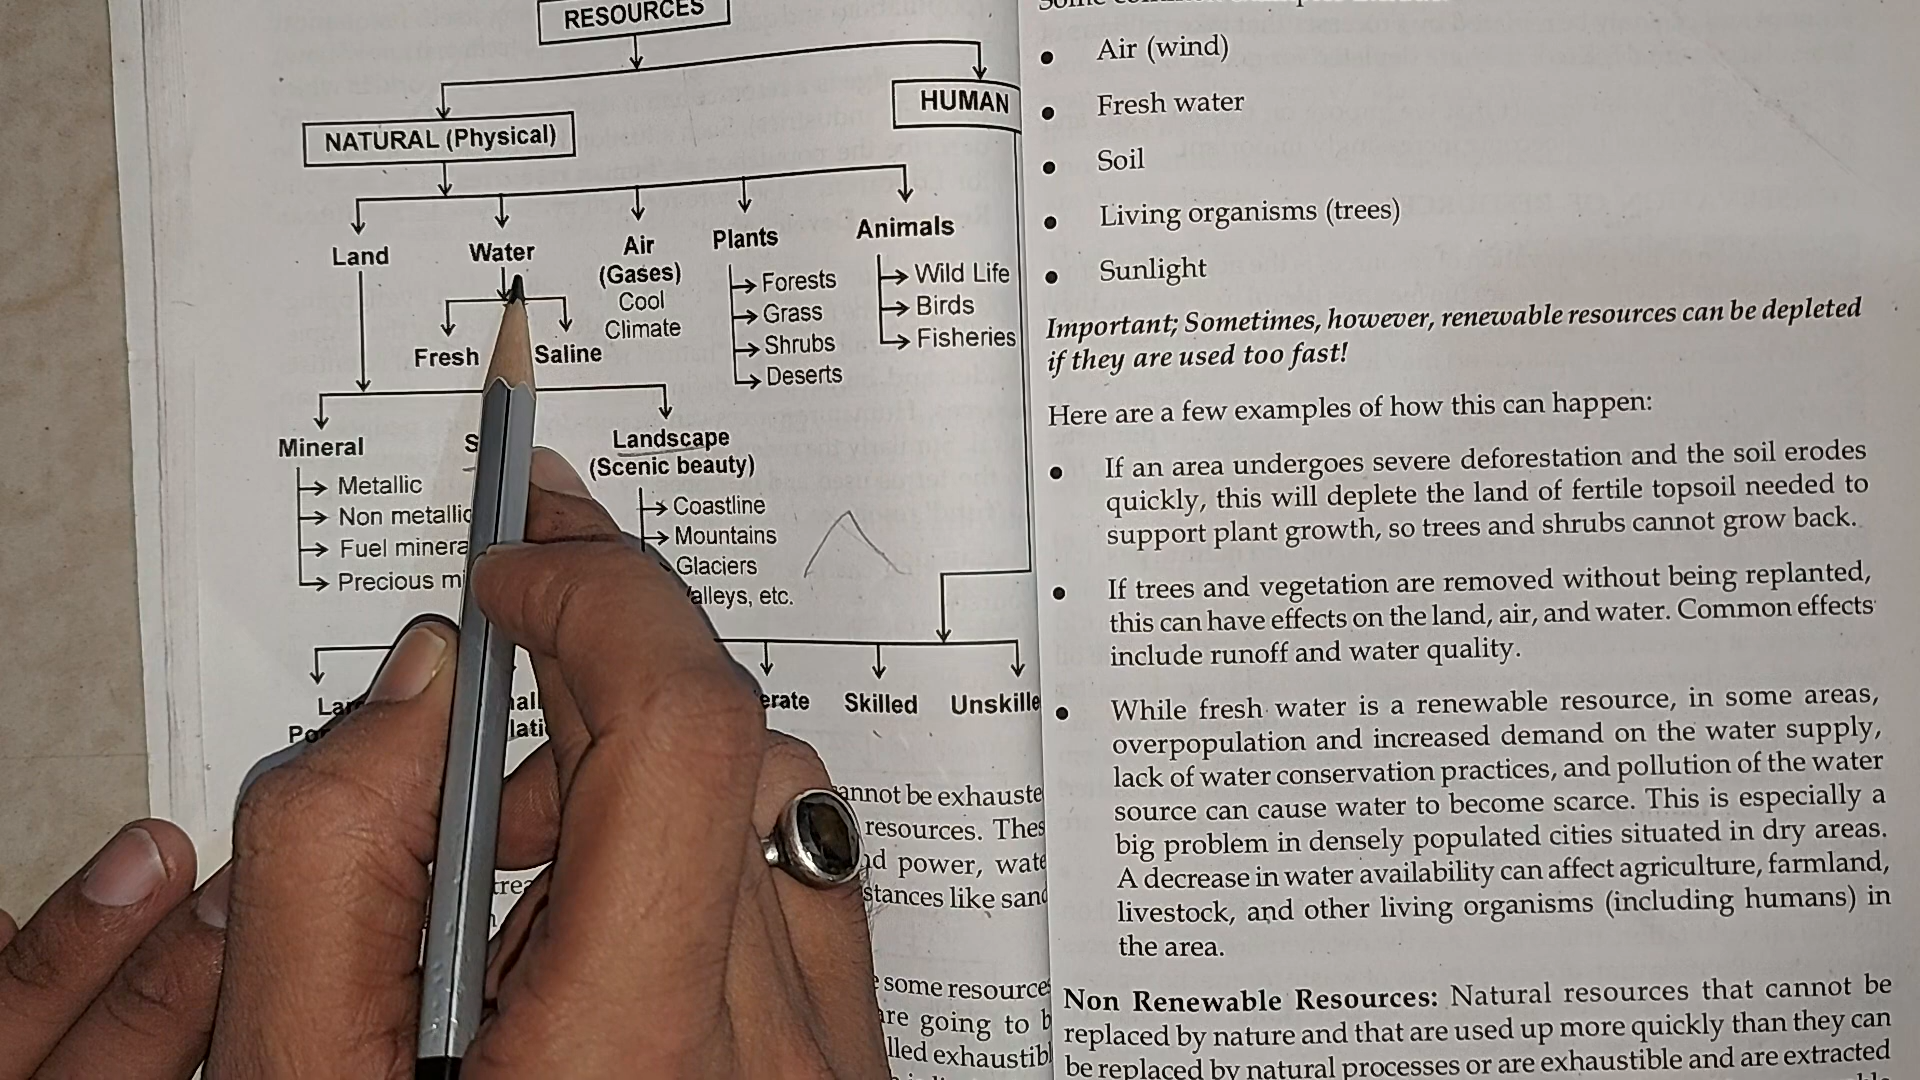 RESOURCES
NATURAL (Physical)
HUMAN
Land
Water
Air
(Gases)
Cool
Climate
Plants
Forests
Grass
Shrubs
Deserts
Animals
Wild Life
Birds
Fisheries
Fresh
Saline
Mineral
Metallic
Non metallic
Fuel
Precious
Landscape
(Scenic beauty)
Coastline
Mountains
Glaciers
etc.
Skilled
be
resources.
power,
like
some
going to
Air (wind)
Fresh water
Soil
Living organisms (trees)
Sunlight
Important; Sometimes, however, renewable resources can be depleted
if they are used too fast!
Here are a few examples of how this can happen:
If an area undergoes severe deforestation and the soil erodes
quickly, this will deplete the land of fertile topsoil needed to
support plant growth, so trees and shrubs cannot grow back.
If trees and vegetation are removed without being replanted,
this can have effects on the land, air, and water. Common effects
include runoff and water quality.
While fresh water is a renewable resource, in some areas,
overpopulation and increased demand on the water supply,
lack of water conservation practices, and pollution of the water
source can cause water to become scarce. This is especially a
big problem in densely populated cities situated in dry areas.
A decrease in water availability can affect agriculture, farmland,
livestock, and other living organisms (including humans) in
the area.
Non Renewable Resources: Natural resources that cannot be
replaced by nature and that are used up more quickly than they can
be replaced by natural processes or are exhaustible and are extracted